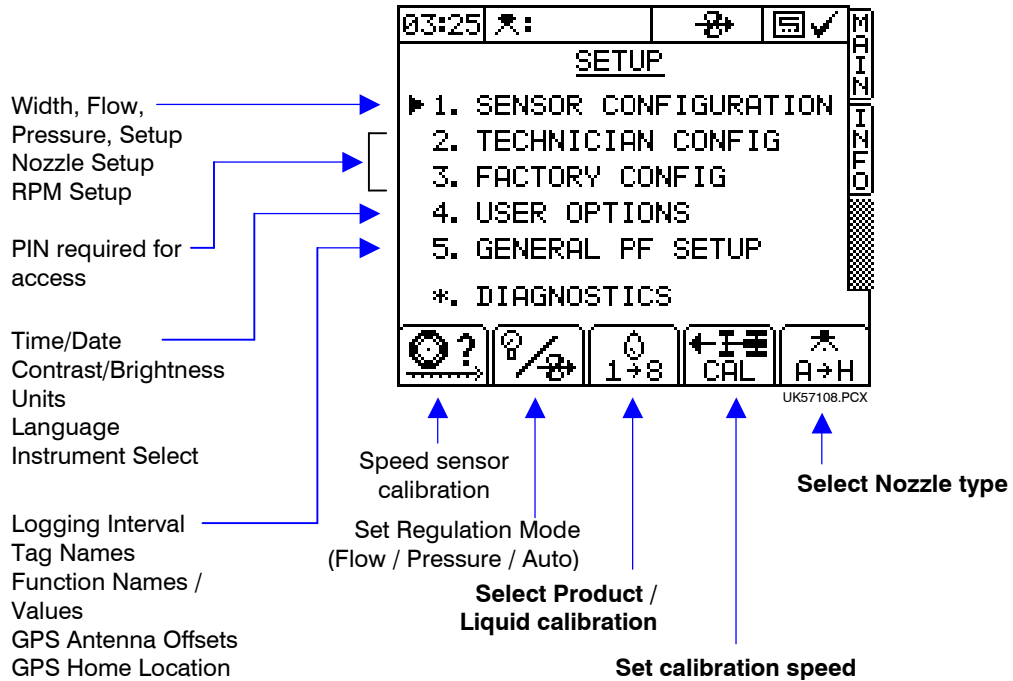 03:25
SETUP
1. SENSOR CONFIGURATION
2. TECHNICIAN CONFIG
3. FACTORY CONFIG
4. USER OPTIONS
5. GENERAL PF SETUP
*. DIAGNOSTICS
MAIN
INFO
?
1→8
CAL
A→H
UK57108.PCX
Width, Flow,
Pressure, Setup
Nozzle Setup
RPM Setup
PIN required for
access
Time/Date
Contrast/Brightness
Units
Language
Instrument Select
Logging Interval
Tag Names
Function Names /
Values
GPS Antenna Offsets
GPS Home Location
Speed sensor
calibration
Set Regulation Mode
(Flow / Pressure / Auto)
Select Product /
Liquid calibration
Set calibration speed
Select Nozzle type